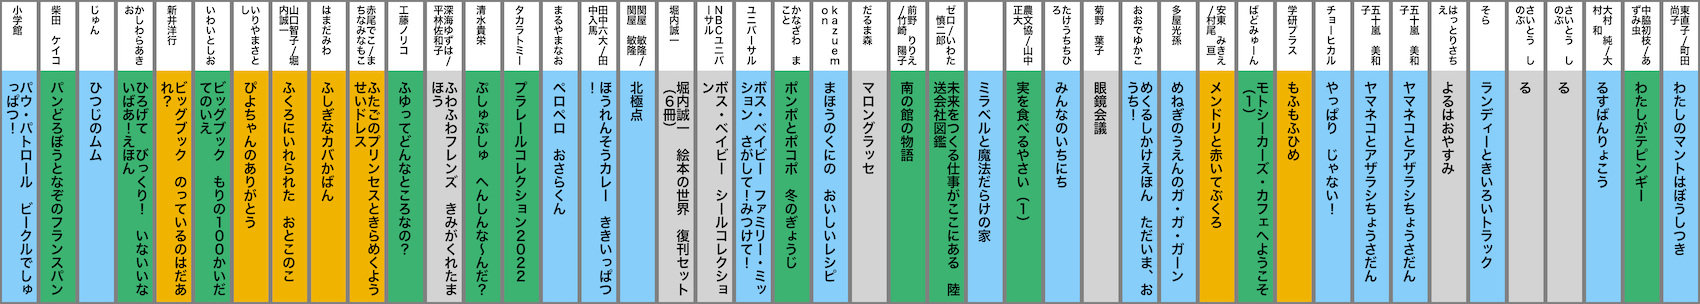 東直子/町田
尚子
わたしのマントはぼうしつき
中脇初枝/あ
ずみ虫
わたしがテピンギー
大村 純/大
村和
るすばんりょこう
さいとう し
のぶ
る
さいとう し
のぶ
る
そら
ランディーときいろいトラック
はっとりさち
え
よるはおやすみ
五十嵐 美和
子
ヤマネコとアザラシちょうさだん
五十嵐 美和
子
ヤマネコとアザラシちょうさだん
チョーヒカル
やっぱり じゃない!
学研プラス
もふもふひめ
ぱどみゅーん
モトシーカーズ・カフェへようこそ
(1)
安東 みきえ
/村尾 亘
メンドリと赤いてぶくろ
多屋光孫
めねぎのうえんのガ・ガ・ガーン
おおでゆかこ
めくるしかけえほん ただいま、お
うち!
菊野 葉子
眼鏡会議
たけうちちひ
ろ
みんなのいちにち
農文協/山中
正大
実を食べるやさい(1)
ミラベルと魔法だらけの家
ゼロ/いわた
慎二郎
未来をつくる仕事がここにある 陸
送会社図鑑
前野 りりえ
/竹崎 陽子
南の館の物語
だるま森
マロングラッセ
kazuem
on
まほうのくにの おいしいレシピ
かなざわ ま
こと
ポンポとポコポ 冬のぎょうじ
ユニバーサル
ボス・ベイビー ファミリー・ミッ
ション さがして!みつけて!
NBCユニバ
ーサル
ボス・ベイビー シールコレクショ
ン
堀内誠一
堀内誠一 絵本の世界 復刊セット
(6冊)
関屋 敏隆/
関屋 敏隆
北極点
田中六大/田
中入馬
ほうれんそうカレー ききいっぱつ
!
まるやまなお
ペロペロ おさらくん
タカラトミー
プラレールコレクション2022
清水貴栄
ぷしゅぷしゅ へんしんな~んだ?
深海ゆずは/
平林佐和子
ふわふわフレンズ きみがくれたま
ほう
工藤ノリコ
ふゆってどんなところなの?
赤尾でこ/ま
ちなみなもこ
ふたごのプリンセスときらめくよう
せいドレス
はまだみわ
ふしぎなカバかばん
山口智子/堀
内誠一
ふくろにいれられた おとこのこ
いりやまさと
し
ぴよちゃんのありがとう
いわいとしお
ビッグブック もりの100かいだ
てのいえ
新井洋行
ビッグブック のっているのはだあ
れ?
かしわらあき
お
ひろげて びっくり! いないいな
いばあ!えほん
じゅん
ひつじのムム
柴田 ケイコ
パンどろぼうとなぞのフランスパン
小学館
パウ・パトロール ビークルでしゅ
っぱつ!